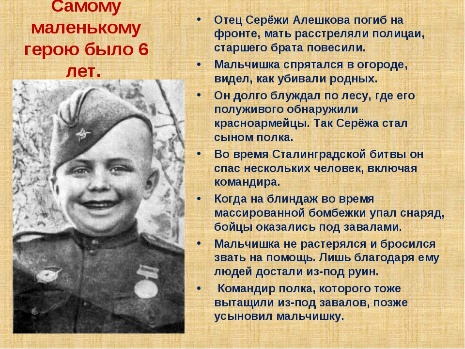 Самому
маленькому
герою было 6
лет.
• Отец Серёжи Алешкова погиб на
фронте, мать расстреляли полицаи,
старшего брата повесили.
• Мальчишка спрятался в огороде,
видел, как убивали родных.
• Он долго блуждал по лесу, где его
полуживого обнаружили
красноармейцы. Так Серёжа стал
сыном полка.
• Во время Сталинградской битвы он
спас нескольких человек, включая
командира.
• Когда на блиндаж во время
массированной бомбежки упал снаряд,
бойцы оказались под завалами.
• Мальчишка не растерялся и бросился
звать на помощь. Лишь благодаря ему
людей достали из-под руин.
• Командир полка, которого тоже
вытащили из-под завалов, позже
усыновил мальчишку.